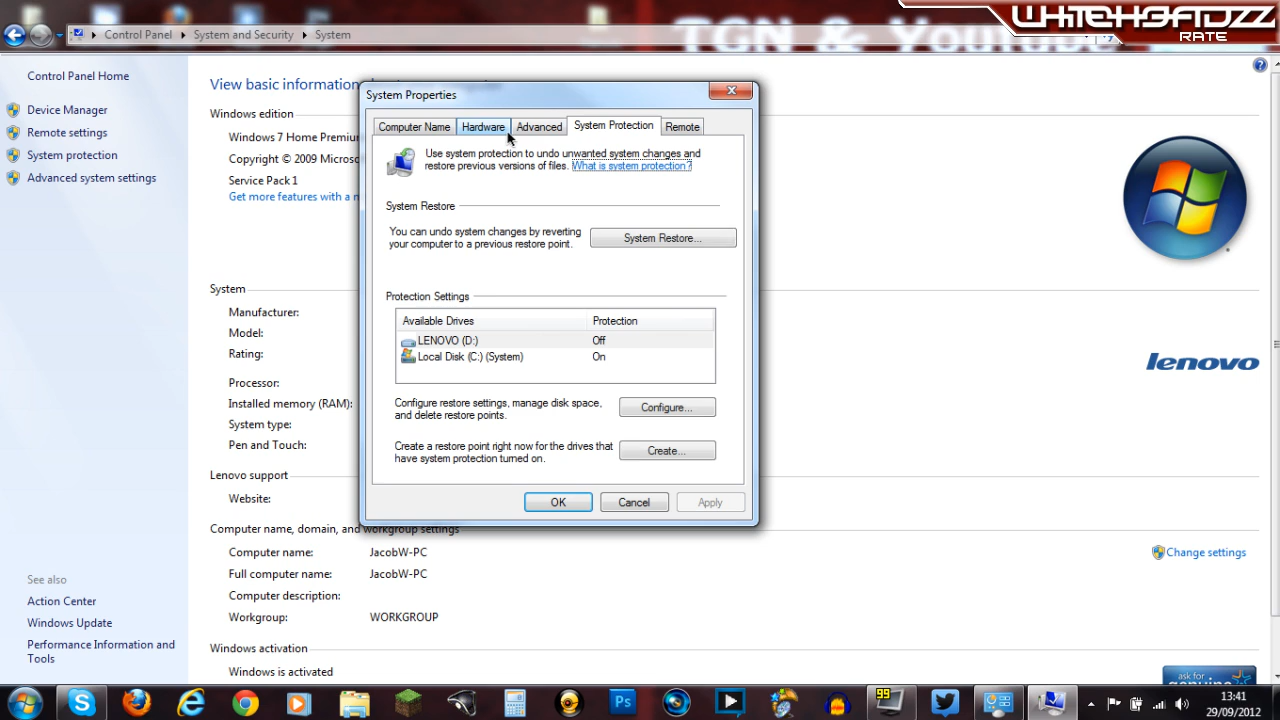 WHITEH3ADZZ
RATE
TGN & Youtube
Control Panel
System and Security
System
Control Panel Home
Device Manager
Remote settings
System protection
Advanced system settings
See also
Action Center
Windows Update
Performance Information and
Tools
View basic information
Windows edition
Windows 7 Home Premiu
Copyright © 2009 Microso
Service Pack 1
Get more features with a n
System
Manufacturer:
Model:
Rating:
Processor:
Installed memory (RAM):
System type:
Pen and Touch:
lenovo
Lenovo support
Website:
Computer name, domain, and workgroup settings
Computer name: JacobW-PC
Change settings
Full computer name: JacobW-PC
Computer description:
Workgroup: WORKGROUP
Windows activation
Windows is activated
ask for
genuine
System Properties
Computer Name
Hardware
Advanced
System Protection
Remote
Use system protection to undo unwanted system changes and
restore previous versions of files. What is system protection?
System Restore
You can undo system changes by reverting
your computer to a previous restore point.
System Restore...
Protection Settings
Available Drives Protection
LENOVO (D:) Off
Local Disk (C:) (System) On
Configure restore settings, manage disk space,
and delete restore points.
Configure...
Create a restore point right now for the drives that
have system protection turned on.
Create...
OK
Cancel
Apply
Ps
99
13:41
29/09/2012